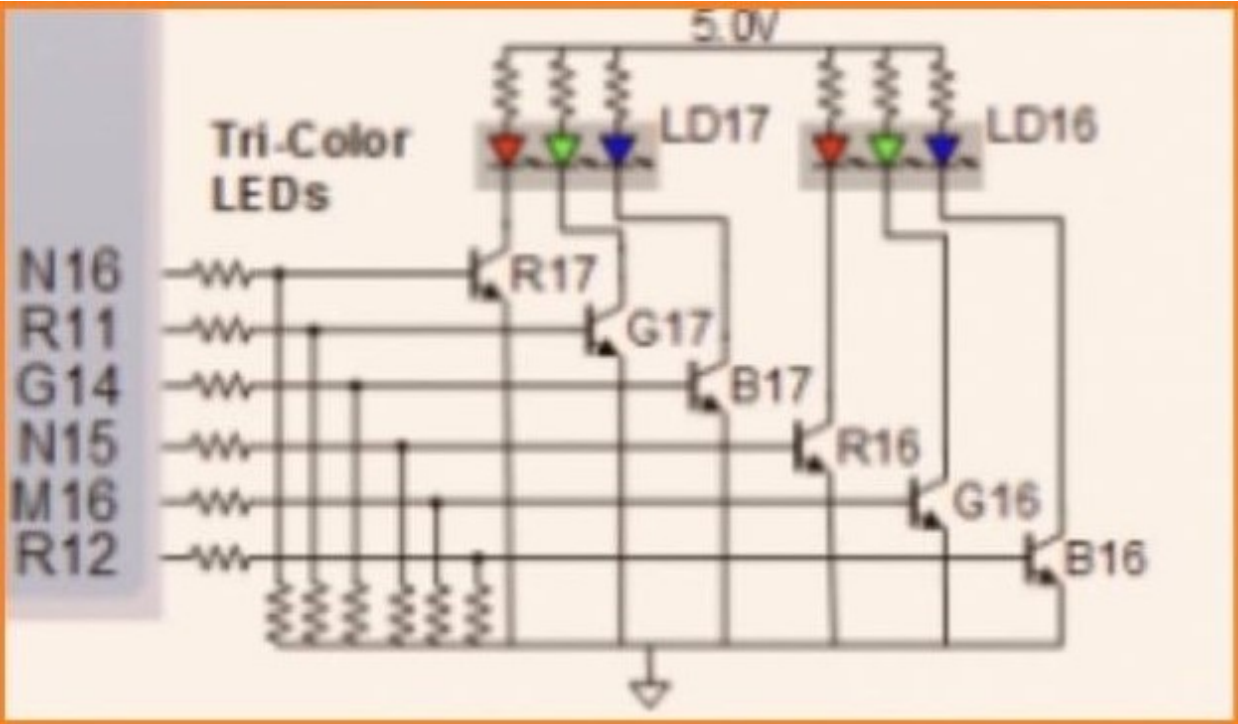 5.0V
Tri-Color
LEDs
LD17
LD16
N16
R17
R11
G17
G14
B17
N15
R16
M16
G16
R12
B16